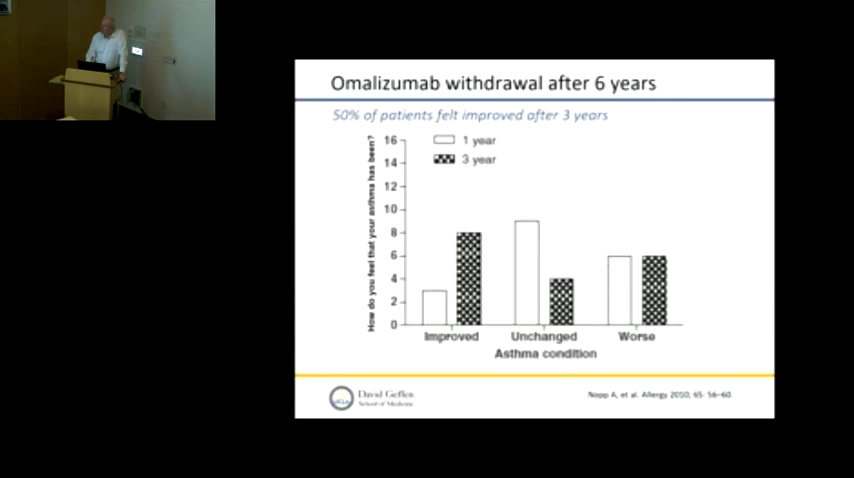 Omalizumab withdrawal after 6 years
50% of patients felt improved after 3 years
How do you feel that your asthma has been?
16
14
12
10
8
6
4
2
0
1 year
3 year
Improved Unchanged Worse
Asthma condition
UCLA
David Geffen
School of Medicine
Nopp A, et al. Allergy 2010; 65: 56–60.